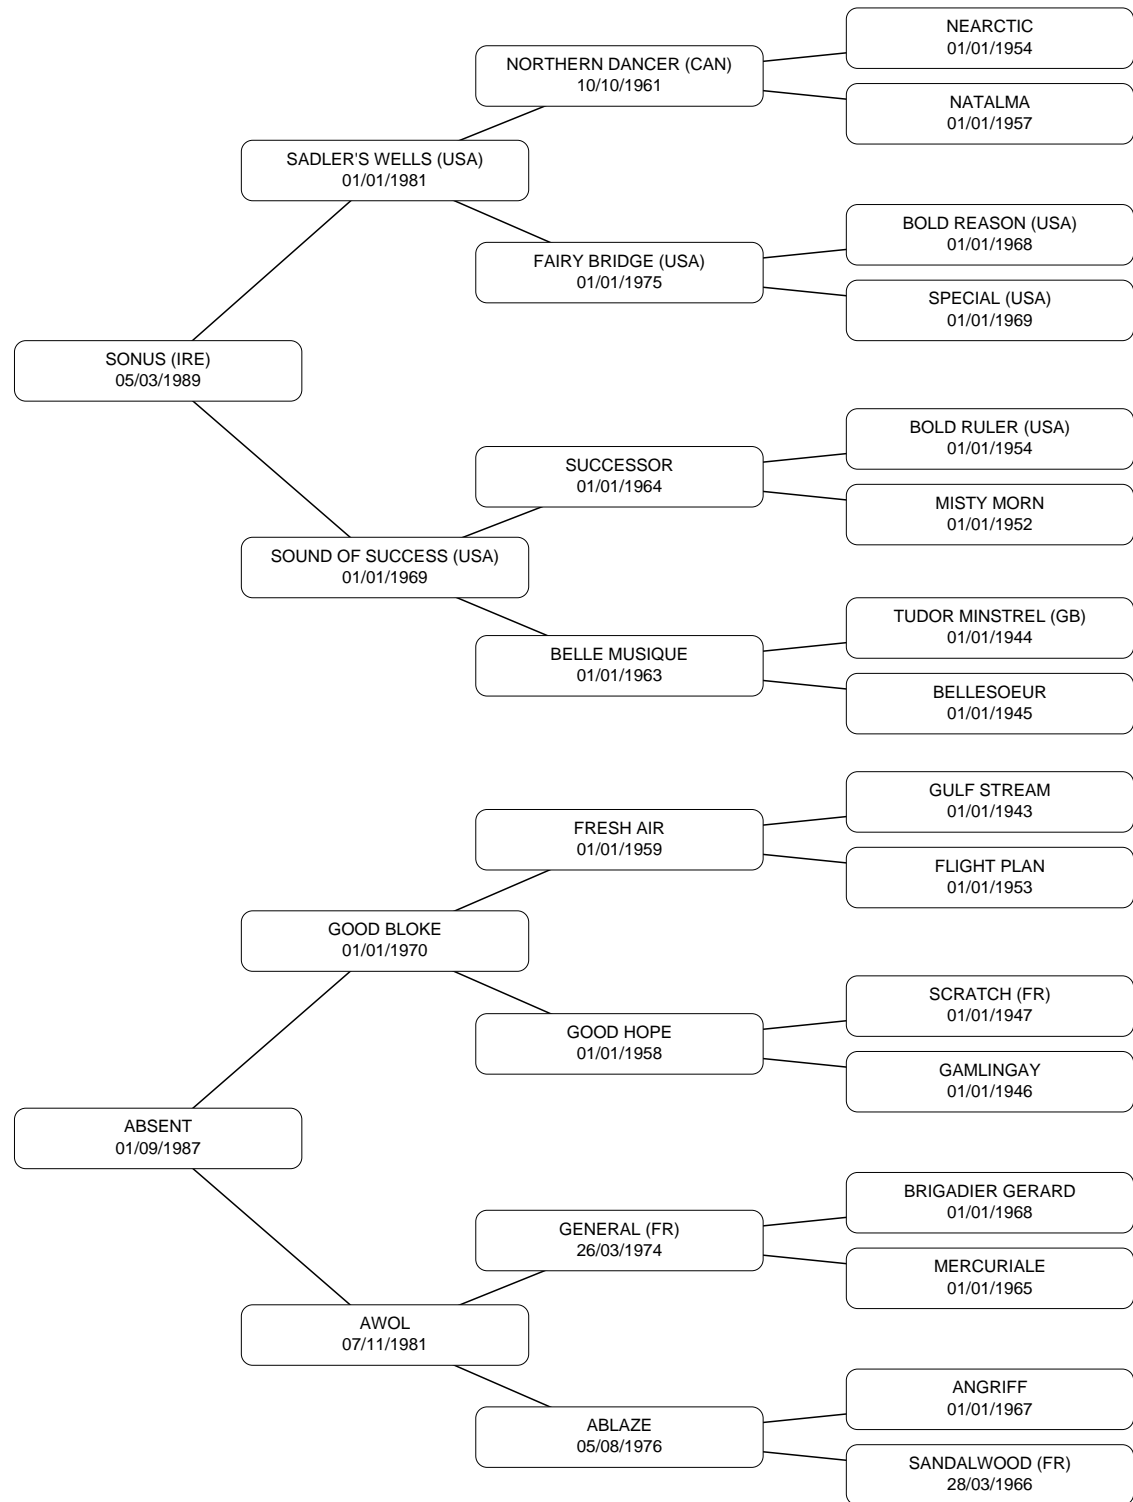 NEARCTIC
01/01/1954
NORTHERN DANCER (CAN)
10/10/1961
NATALMA
01/01/1957
SADLER'S WELLS (USA)
01/01/1981
BOLD REASON (USA)
01/01/1968
FAIRY BRIDGE (USA)
01/01/1975
SPECIAL (USA)
01/01/1969
SONUS (IRE)
05/03/1989
BOLD RULER (USA)
01/01/1954
SUCCESSOR
01/01/1964
MISTY MORN
01/01/1952
SOUND OF SUCCESS (USA)
01/01/1969
TUDOR MINSTREL (GB)
01/01/1944
BELLE MUSIQUE
01/01/1963
BELLESOEUR
01/01/1945
GULF STREAM
01/01/1943
FRESH AIR
01/01/1959
FLIGHT PLAN
01/01/1953
GOOD BLOKE
01/01/1970
SCRATCH (FR)
01/01/1947
GOOD HOPE
01/01/1958
GAMLINGAY
01/01/1946
ABSENT
01/09/1987
BRIGADIER GERARD
01/01/1968
GENERAL (FR)
26/03/1974
MERCURIALE
01/01/1965
AWOL
07/11/1981
ANGRIFF
01/01/1967
ABLAZE
05/08/1976
SANDALWOOD (FR)
28/03/1966